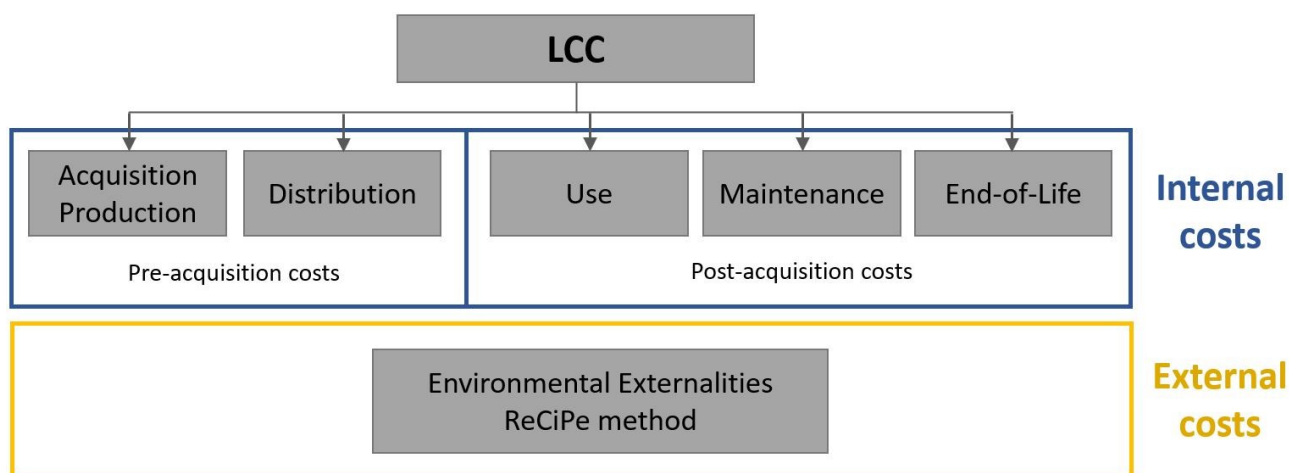 LCC
Acquisition
Production
Distribution
Use
Maintenance
End-of-Life
Pre-acquisition costs
Post-acquisition costs
Internal
costs
Environmental Externalities
ReCiPe method
External
costs